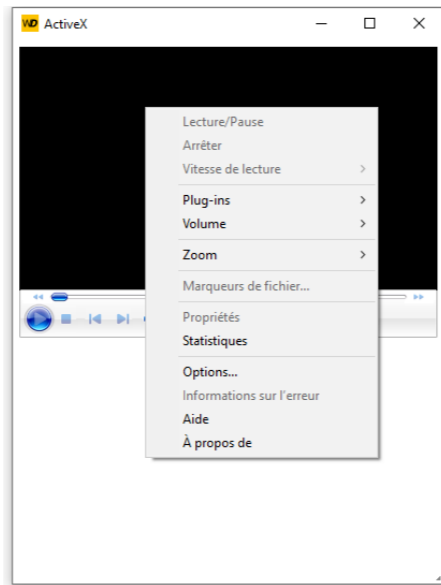 WD ActiveX
Lecture/Pause
Arrêter
Vitesse de lecture
Plug-ins
Volume
Zoom
Marqueurs de fichier...
Propriétés
Statistiques
Options...
Informations sur l'erreur
Aide
À propos de